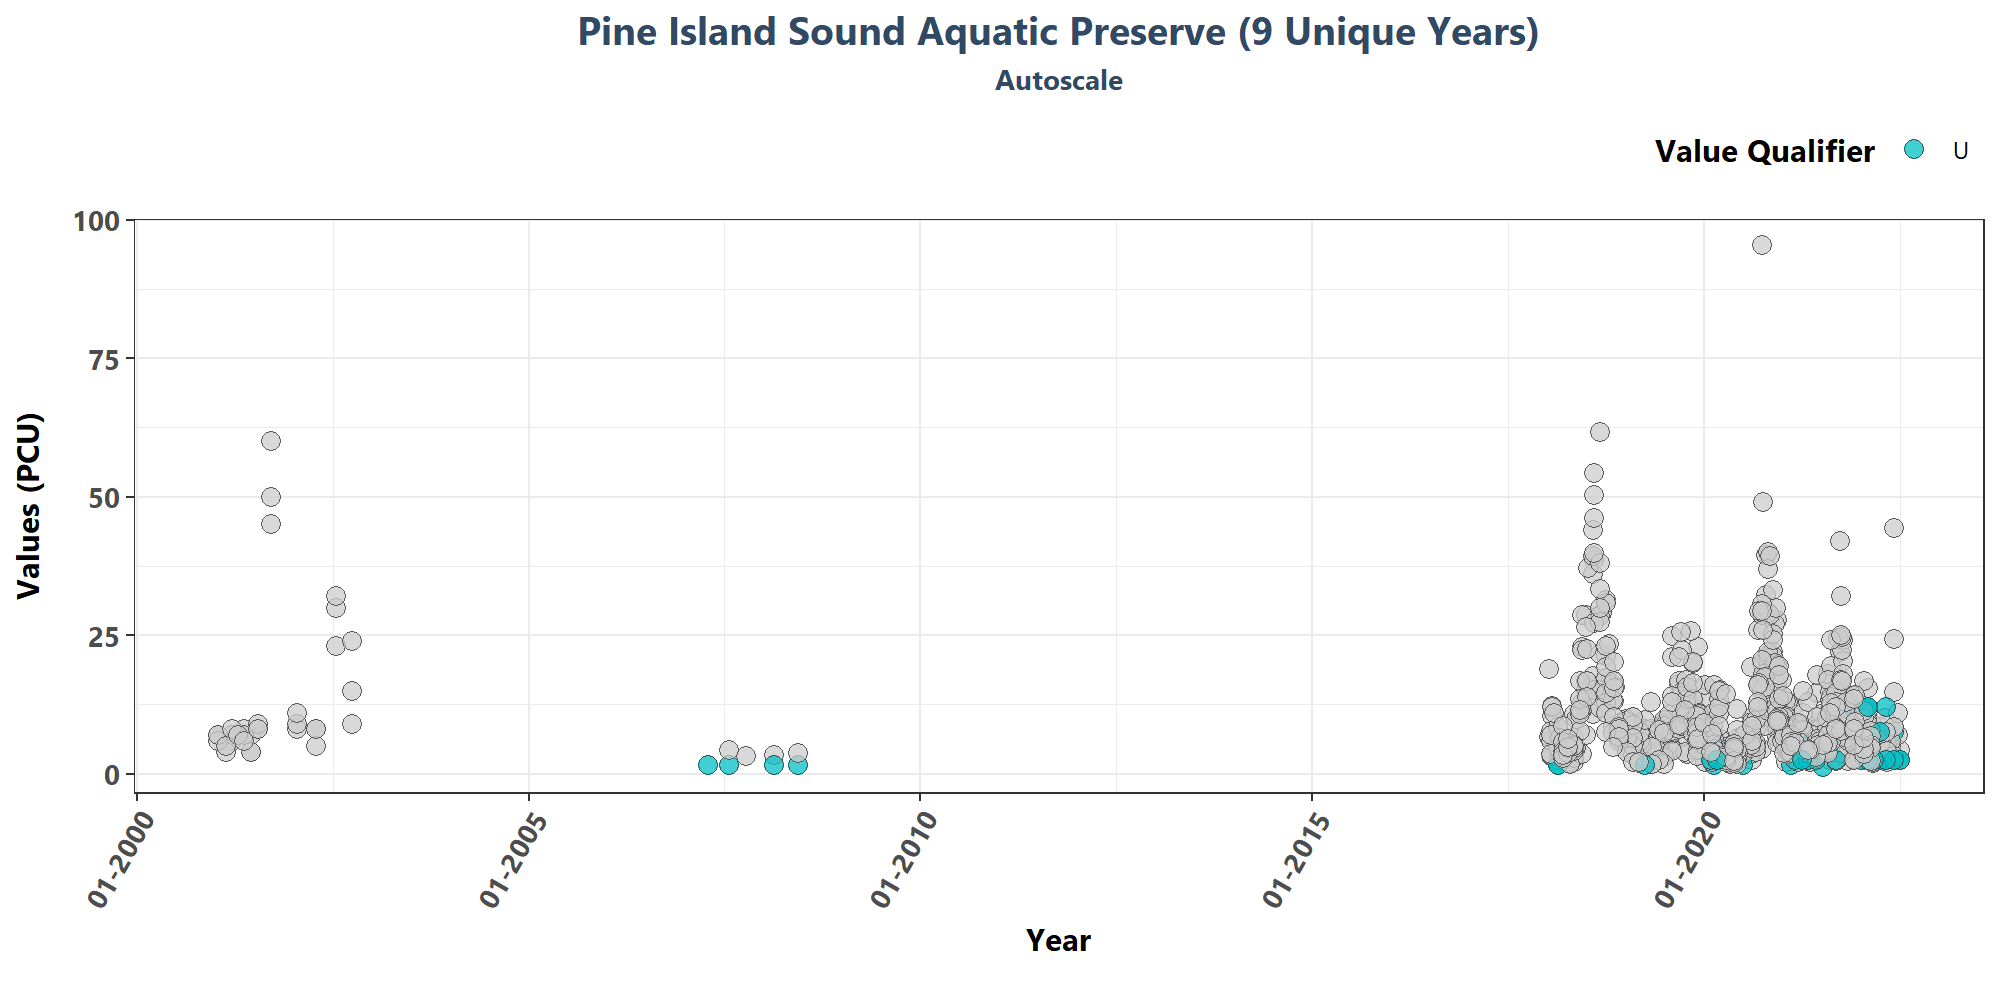 Pine Island Sound Aquatic Preserve (9 Unique Years)
Autoscale
Value Qualifier U
100
75
50
25
0
Values (PCU)
01-2000 01-2005 01-2010 01-2015 01-2020
Year